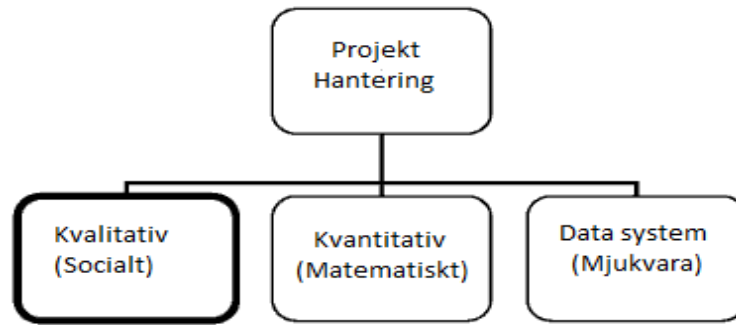 Projekt
Hantering
Kvalitativ
(Socialt)
Kvantitativ
(Matematiskt)
Data system
(Mjukvara)